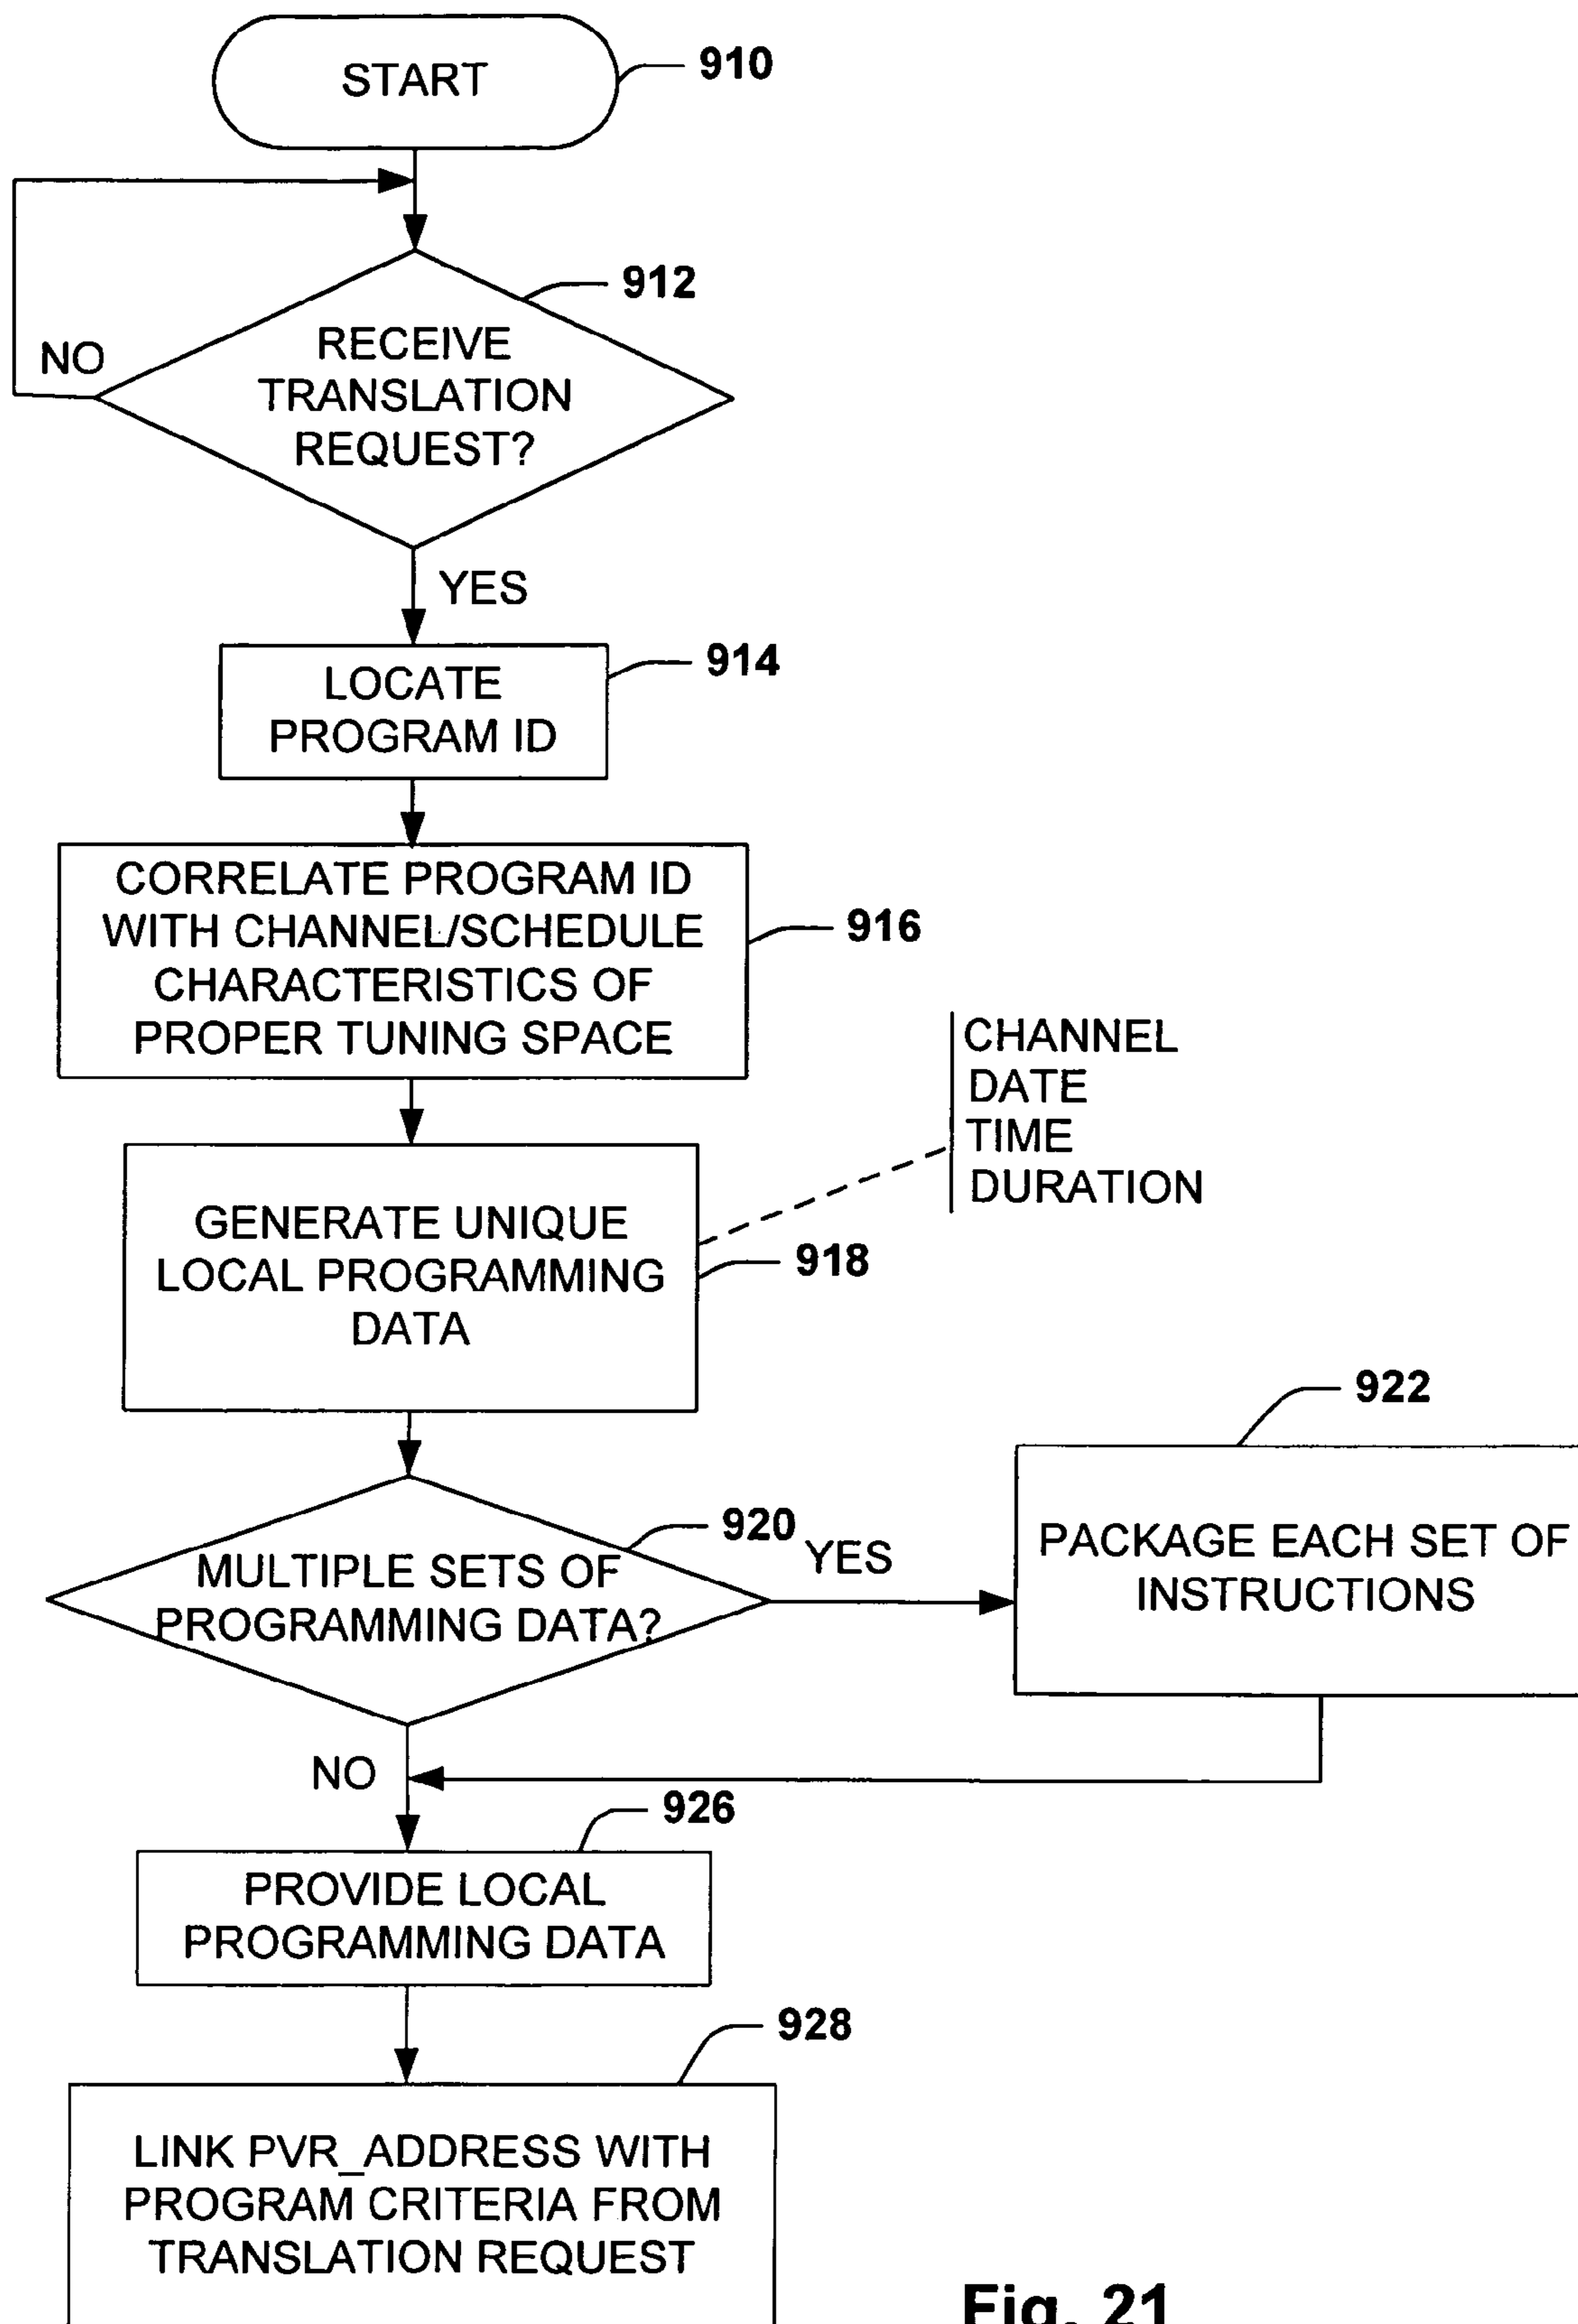 START
910
912
RECEIVE
TRANSLATION
REQUEST?
NO
YES
914
LOCATE
PROGRAM ID
CORRELATE PROGRAM ID
WITH CHANNEL/SCHEDULE
CHARACTERISTICS OF
PROPER TUNING SPACE
916
CHANNEL
DATE
TIME
DURATION
GENERATE UNIQUE
LOCAL PROGRAMMING
DATA
918
922
920
YES
MULTIPLE SETS OF
PROGRAMMING DATA?
PACKAGE EACH SET OF
INSTRUCTIONS
NO
926
PROVIDE LOCAL
PROGRAMMING DATA
928
LINK PVR_ADDRESS WITH
PROGRAM CRITERIA FROM
TRANSLATION REQUEST
Fig. 21